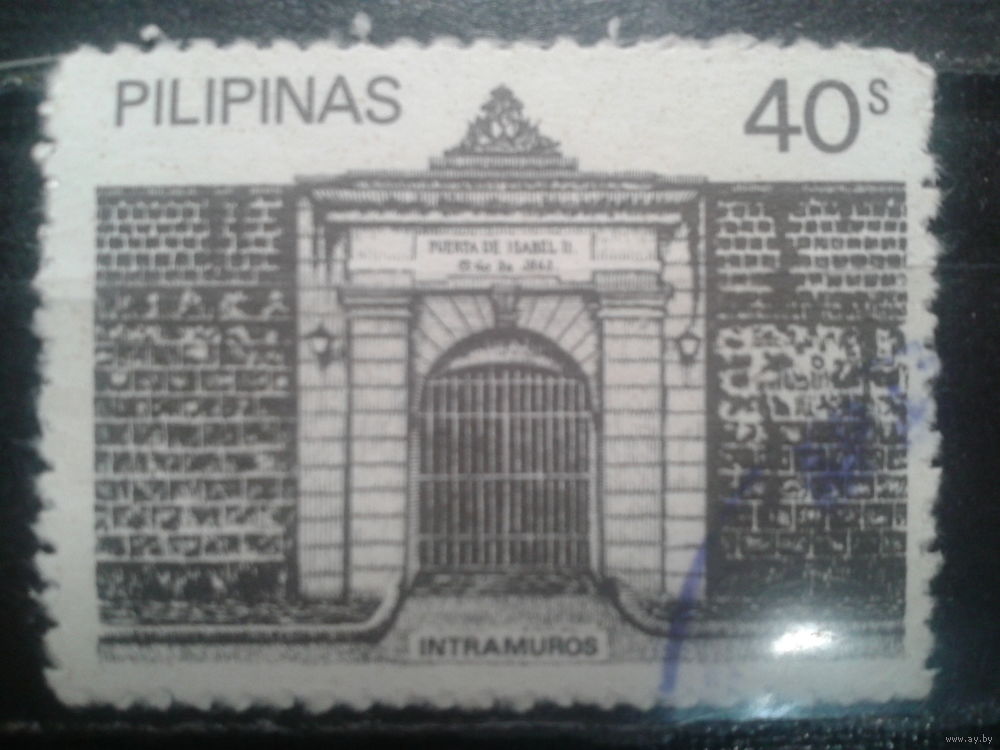 PILIPINAS
40s
PUERTA DE ISABEL II.
INTRAMUROS
www.ay.by